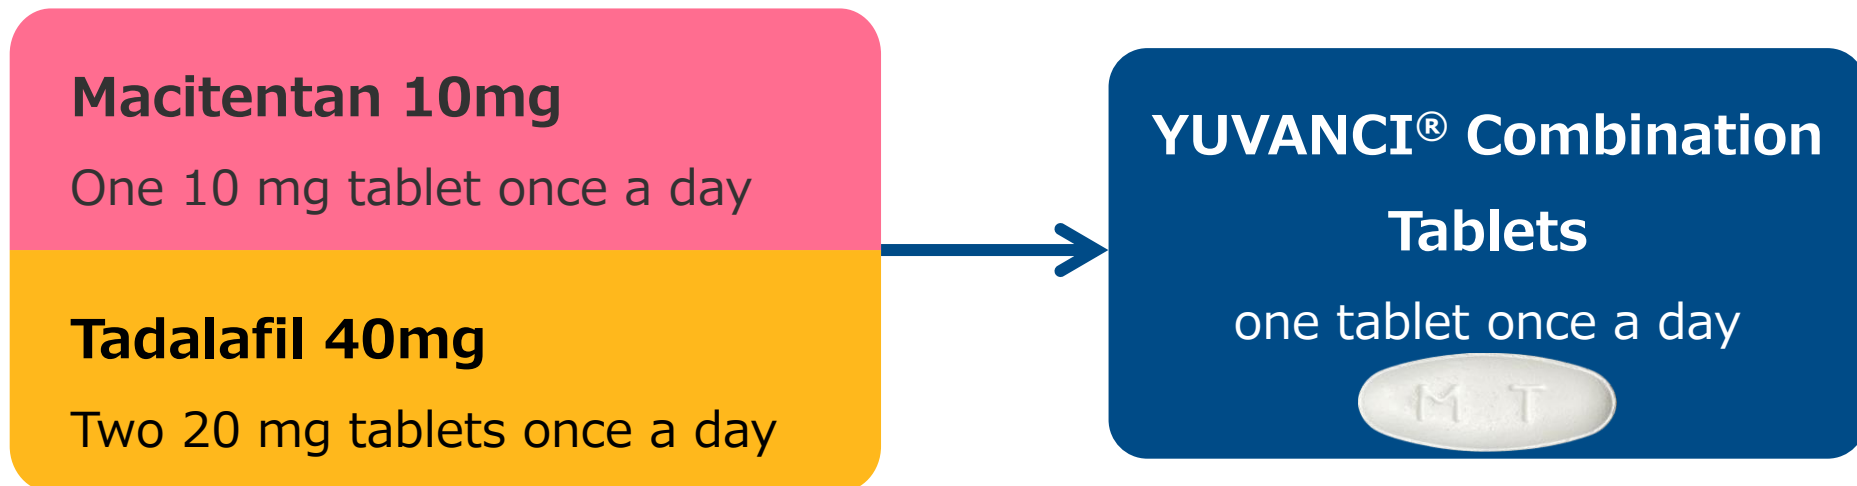 Macitentan 10mg
One 10 mg tablet once a day
Tadalafil 40mg
Two 20 mg tablets once a day
YUVANCI® Combination
Tablets
one tablet once a day
M T